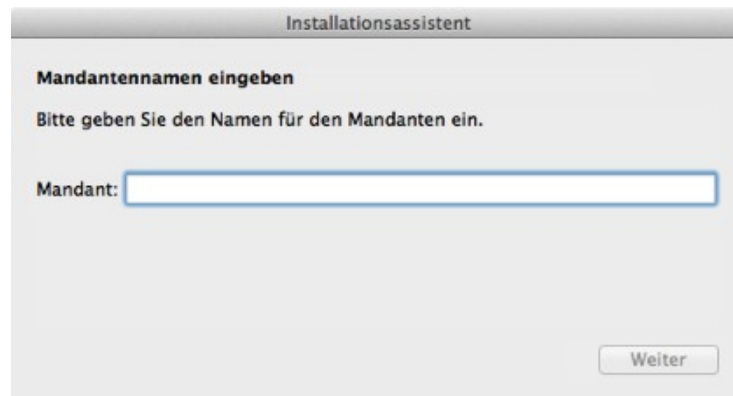 Installationsassistent
Mandantennamen eingeben
Bitte geben Sie den Namen für den Mandanten ein.
Mandant:
Weiter